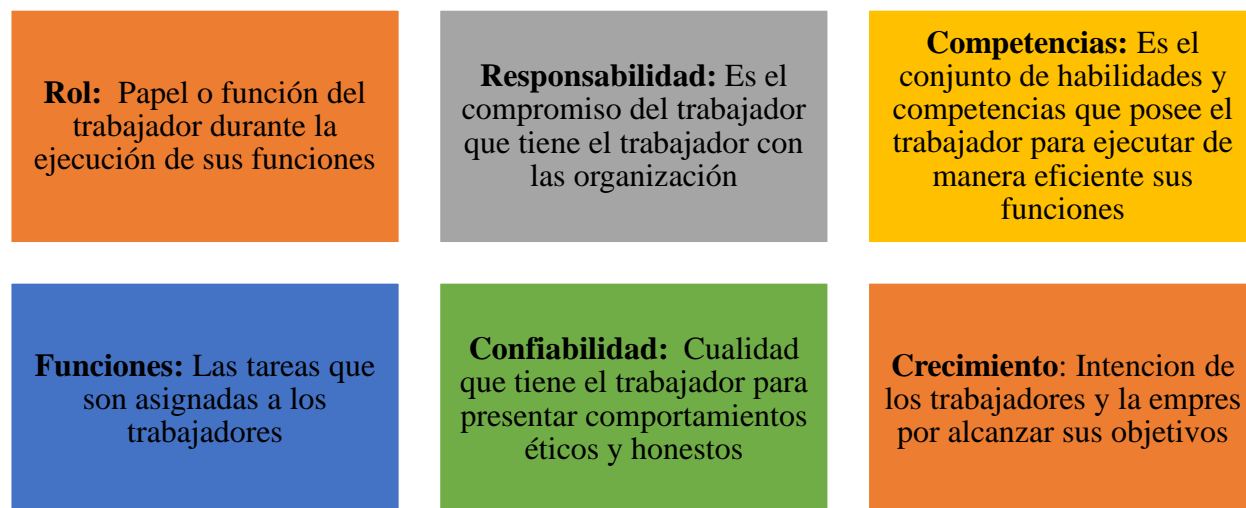 Rol: Papel o función del
trabajador durante la
ejecución de sus funciones
Responsabilidad: Es el
compromiso del trabajador
que tiene el trabajador con
las organización
Competencias: Es el
conjunto de habilidades y
competencias que posee el
trabajador para ejecutar de
manera eficiente sus
funciones
Funciones: Las tareas que
son asignadas a los
trabajadores
Confiabilidad: Cualidad
que tiene el trabajador para
presentar comportamientos
éticos y honestos
Crecimiento: Intencion de
los trabajadores y la empres
por alcanzar sus objetivos